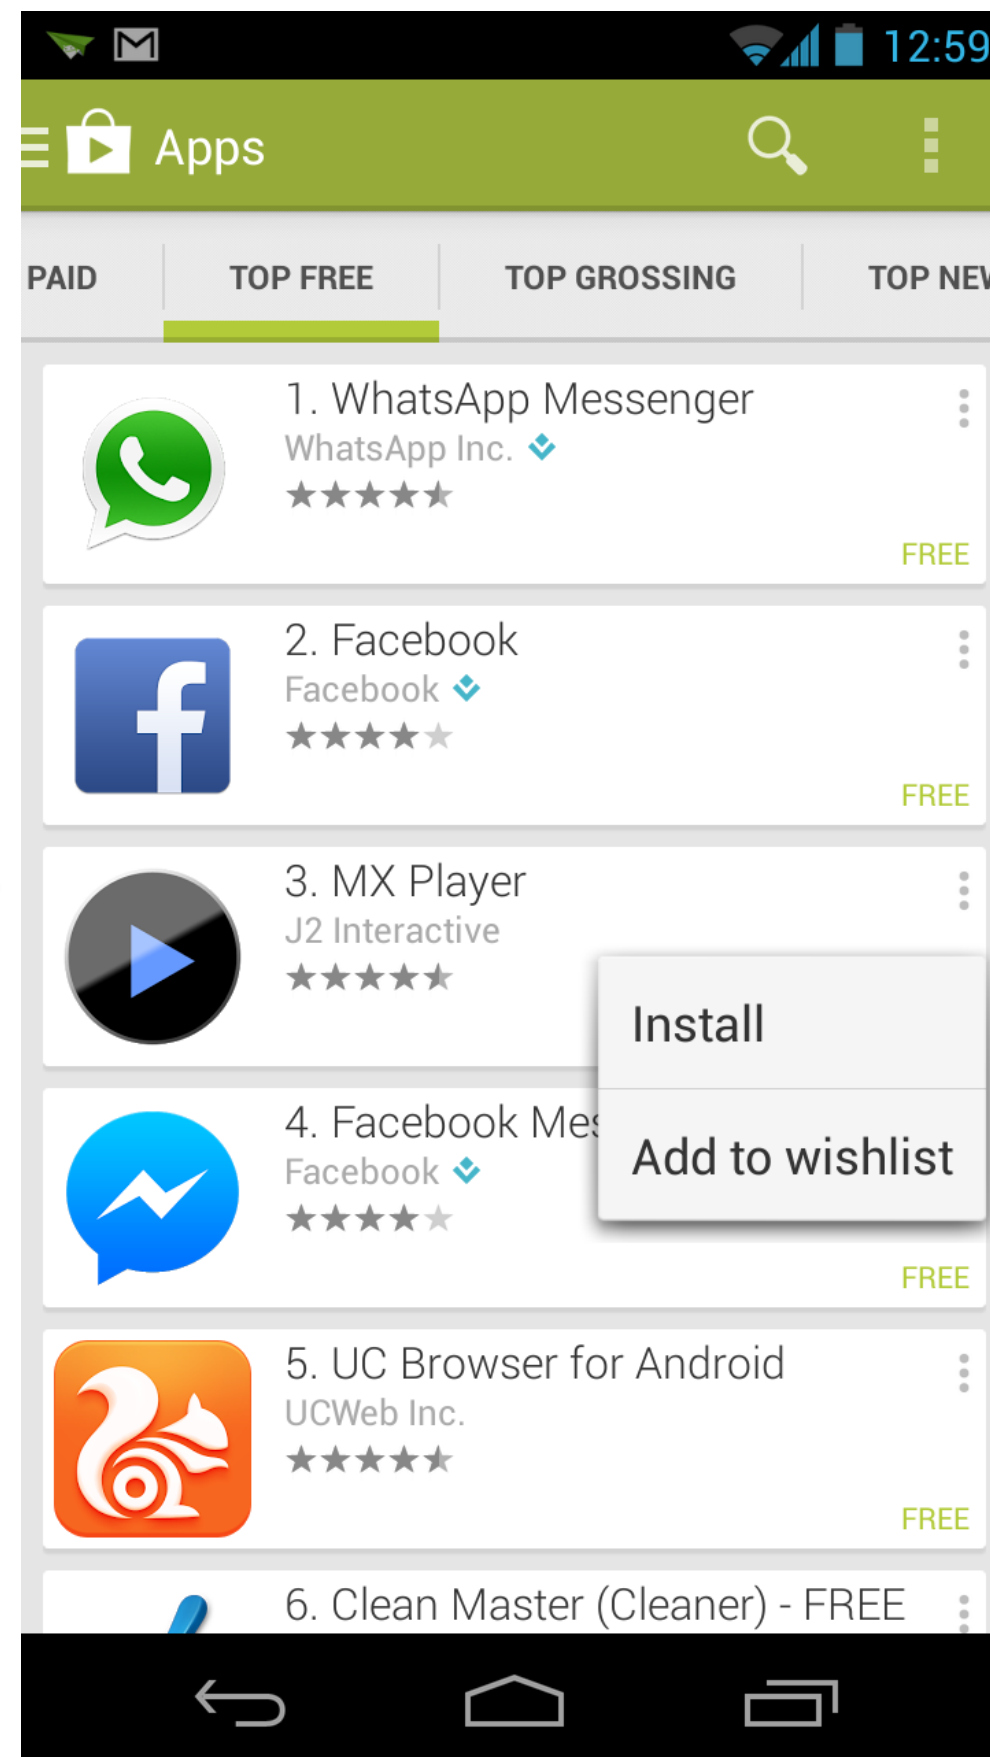 12:59
Apps
PAID
TOP FREE
TOP GROSSING
TOP NEW
1. WhatsApp Messenger
WhatsApp Inc.
FREE
2. Facebook
Facebook
FREE
3. MX Player
J2 Interactive
Install
Add to wishlist
4. Facebook Mes
Facebook
FREE
5. UC Browser for Android
UCWeb Inc.
FREE
6. Clean Master (Cleaner) - FREE